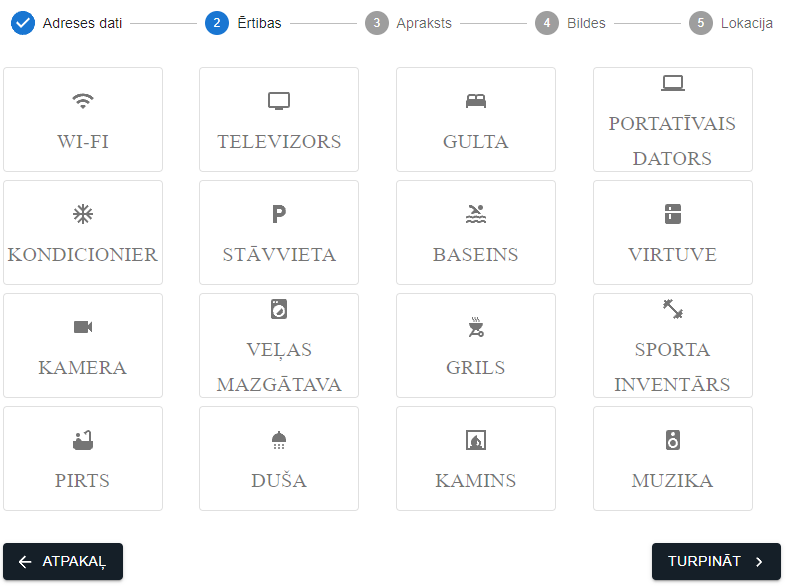 Adreses dati 2 Ērtības 3 Apraksts 4 Bildes 5 Lokacija
WI-FI TELEVIZORS GULTA PORTATĪVAIS
DATORS
KONDICIONIER P STĀVVIETA BASEINS VIRTUVE
KAMERA VEĻAS GRILS SPORTA
MAZGĀTAVA INVENTĀRS
PIRTS DUŠA KAMINS MUZIKA
ATPAKAĻ TURPINĀT